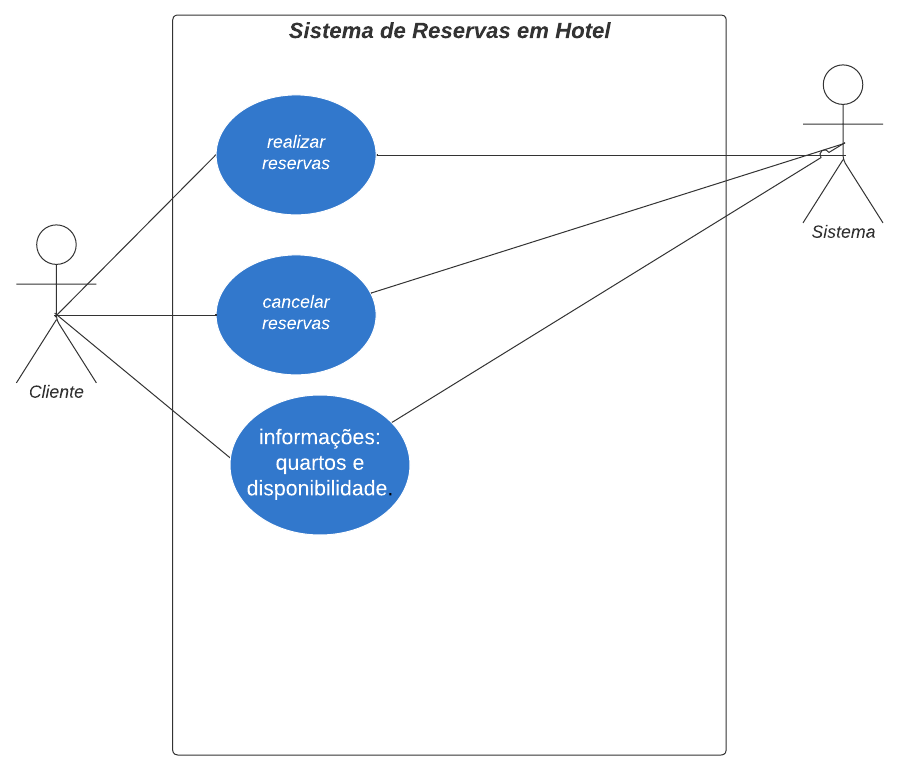 Sistema de Reservas em Hotel
realizar
reservas
Sistema
cancelar
reservas
Cliente
informações:
quartos e
disponibilidade.